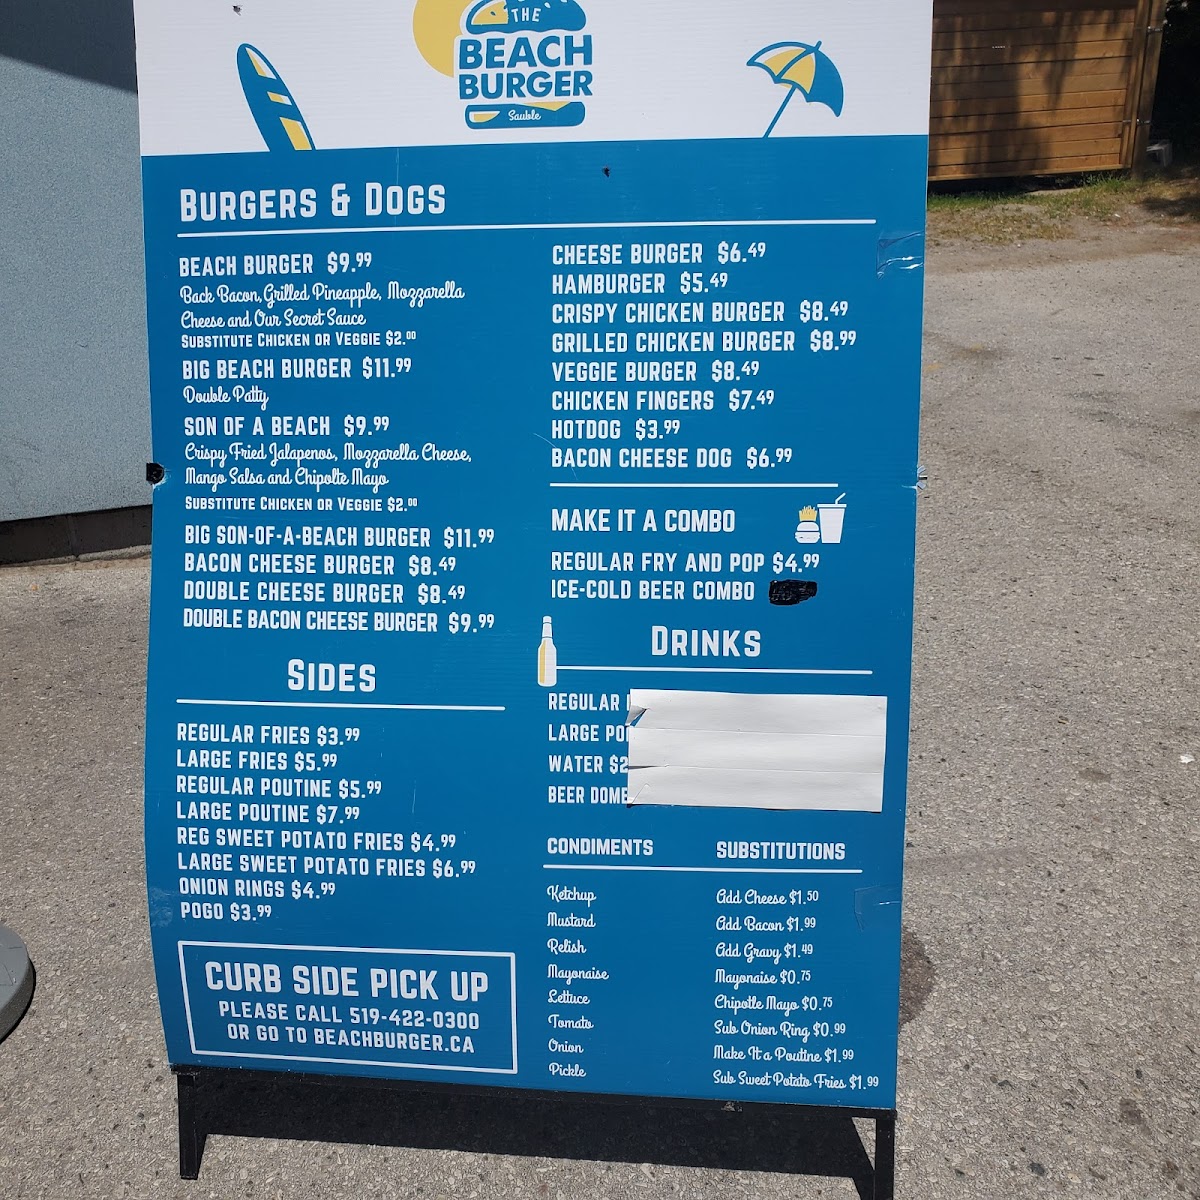 THE
BEACH
BURGER
Sauble
BURGERS & DOGS
BEACH BURGER $9.99
Back Bacon, Grilled Pineapple, Mozzarella
Cheese and Our Secret Sauce
SUBSTITUTE CHICKEN OR VEGGIE $2.00
BIG BEACH BURGER $11.99
Double Patty
SON OF A BEACH $9.99
Crispy Fried Jalapenos, Mozzarella Cheese,
Mango Salsa and Chipolte Mayo
SUBSTITUTE CHICKEN OR VEGGIE $2.00
BIG SON-OF-A-BEACH BURGER $11.99
BACON CHEESE BURGER $8.49
DOUBLE CHEESE BURGER $8.49
DOUBLE BACON CHEESE BURGER $9.99
CHEESE BURGER $6.49
HAMBURGER $5.49
CRISPY CHICKEN BURGER $8.49
GRILLED CHICKEN BURGER $8.99
VEGGIE BURGER $8.49
CHICKEN FINGERS $7.49
HOTDOG $3.99
BACON CHEESE DOG $6.99
MAKE IT A COMBO
REGULAR FRY AND POP $4.99
ICE-COLD BEER COMBO
SIDES
REGULAR FRIES $3.99
LARGE FRIES $5.99
REGULAR POUTINE $5.99
LARGE POUTINE $7.99
REG SWEET POTATO FRIES $4.99
LARGE SWEET POTATO FRIES $6.99
ONION RINGS $4.99
POGO $3.99
DRINKS
REGULAR
LARGE
WATER
BEER
CONDIMENTS
Ketchup
Mustard
Relish
Mayonaise
Lettuce
Tomato
Onion
Pickle
SUBSTITUTIONS
Add Cheese $1.50
Add Bacon $1.99
Add Gravy $1.49
Mayonaise $0.75
Chipotle Mayo $0.75
Sub Onion Ring $0.99
Make It a Poutine $1.99
Sub Sweet Potato Fries $1.99
CURB SIDE PICK UP
PLEASE CALL 519-422-0300
OR GO TO BEACHBURGER.CA